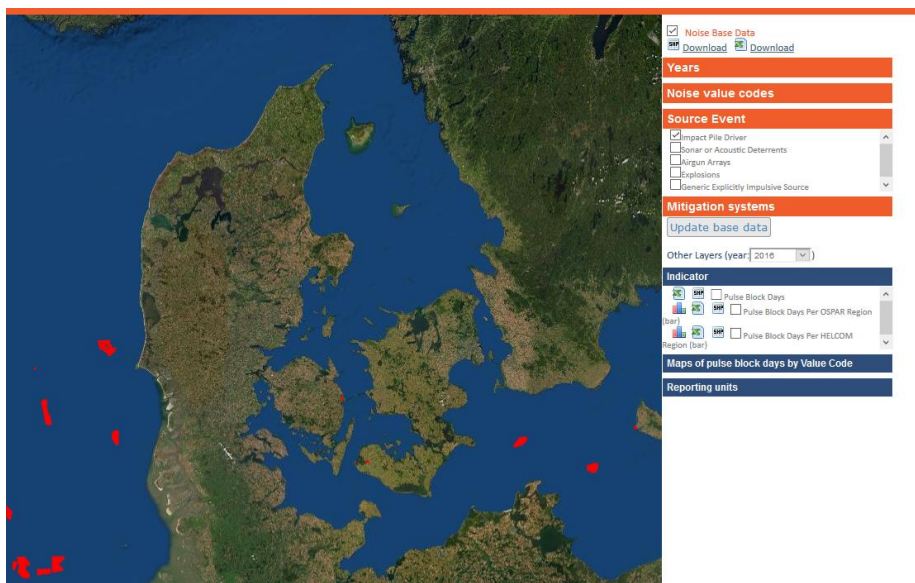 Noise Base Data
SHP Download Download
Years
Noise value codes
Source Event
Impact Pile Driver
Sonar or Acoustic Deterrents
Airgun Arrays
Explosions
Generic Explicitly Impulsive Source
Mitigation systems
Update base data
Other Layers (year: 2016 )
Indicator
SHP Pulse Block Days
SHP Pulse Block Days Per OSPAR Region
(bar)
SHP Pulse Block Days Per HELCOM
Region (bar)
Maps of pulse block days by Value Code
Reporting units